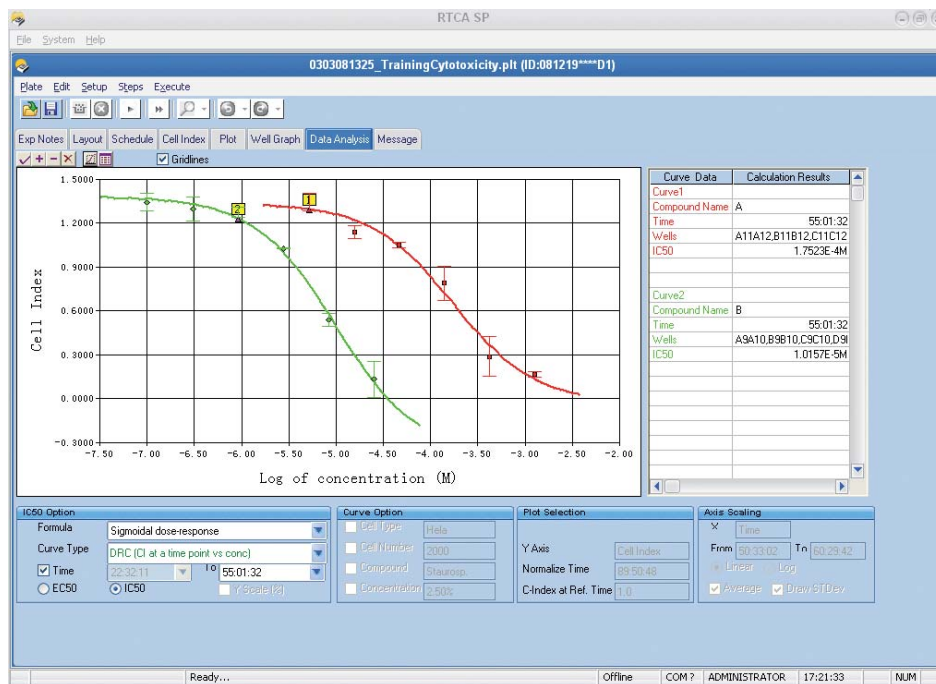 RTCA SP
File System Help
0303081325_TrainingCytotoxicity.plt (ID:081219****D1)
Plate Edit Setup Steps Execute
Exp Notes Layout Schedule Cell Index Plot Well Graph Data Analysis Message
Gridlines
1.5000
1.2000
0.9000
0.6000
0.3000
0.0000
-0.3000
Cell Index
2
1
-7.50 -7.00 -6.50 -6.00 -5.50 -5.00 -4.50 -4.00 -3.50 -3.00 -2.50 -2.00
Log of concentration (M)
Curve Data Calculation Results
Curve1
Compound Name A
Time 55:01:32
Wells A11A12,B11B12,C11C12
IC50 1.7523E-4M
Curve2
Compound Name B
Time 55:01:32
Wells A9A10,B9B10,C9C10,D9I
IC50 1.0157E-5M
IC50 Option
Formula Sigmoidal dose-response
Curve Type DRC (CI at a time point vs conc)
Time 22:32:11 To 55:01:32
EC50 IC50 Y Scale [%]
Curve Option
Cell Type Hela
Cell Number 2000
Compound Staurosp.
Concentration 2.50%
Plot Selection
Y Axis Cell Index
Normalize Time 89:50:48
C-Index at Ref. Time 1.0
Axis Scaling
X Time
From 50:33:02 To 60:29:42
Linear Log
Average Draw STDev
Ready... Offline COM ? ADMINISTRATOR 17:21:33 NUM